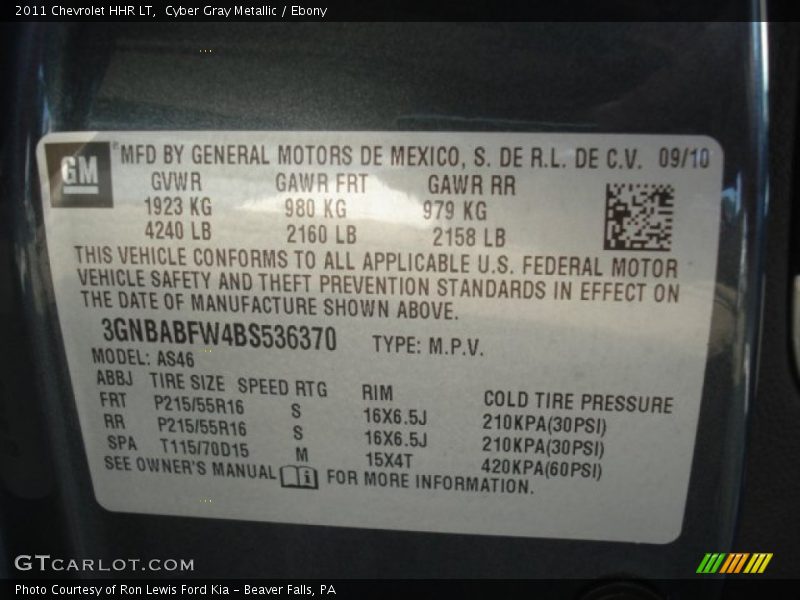 2011 Chevrolet HHR LT,  Cyber Gray Metallic / Ebony
GM
MFD BY GENERAL MOTORS DE MEXICO, S. DE R.L. DE C.V. 09/10
GVWR GAWR FRT GAWR RR
1923 KG 980 KG 979 KG
4240 LB 2160 LB 2158 LB
THIS VEHICLE CONFORMS TO ALL APPLICABLE U.S. FEDERAL MOTOR
VEHICLE SAFETY AND THEFT PREVENTION STANDARDS IN EFFECT ON
THE DATE OF MANUFACTURE SHOWN ABOVE.
3GNBABFW4BS536370 TYPE: M.P.V.
MODEL: AS46
ABBJ TIRE SIZE SPEED RTG RIM COLD TIRE PRESSURE
FRT P215/55R16 S 16X6.5J 210KPA(30PSI)
RR P215/55R16 S 16X6.5J 210KPA(30PSI)
SPA T115/70D15 M 15X4T 420KPA(60PSI)
SEE OWNER'S MANUAL i FOR MORE INFORMATION.
GTCARLOT.COM
Photo Courtesy of Ron Lewis Ford Kia - Beaver Falls, PA